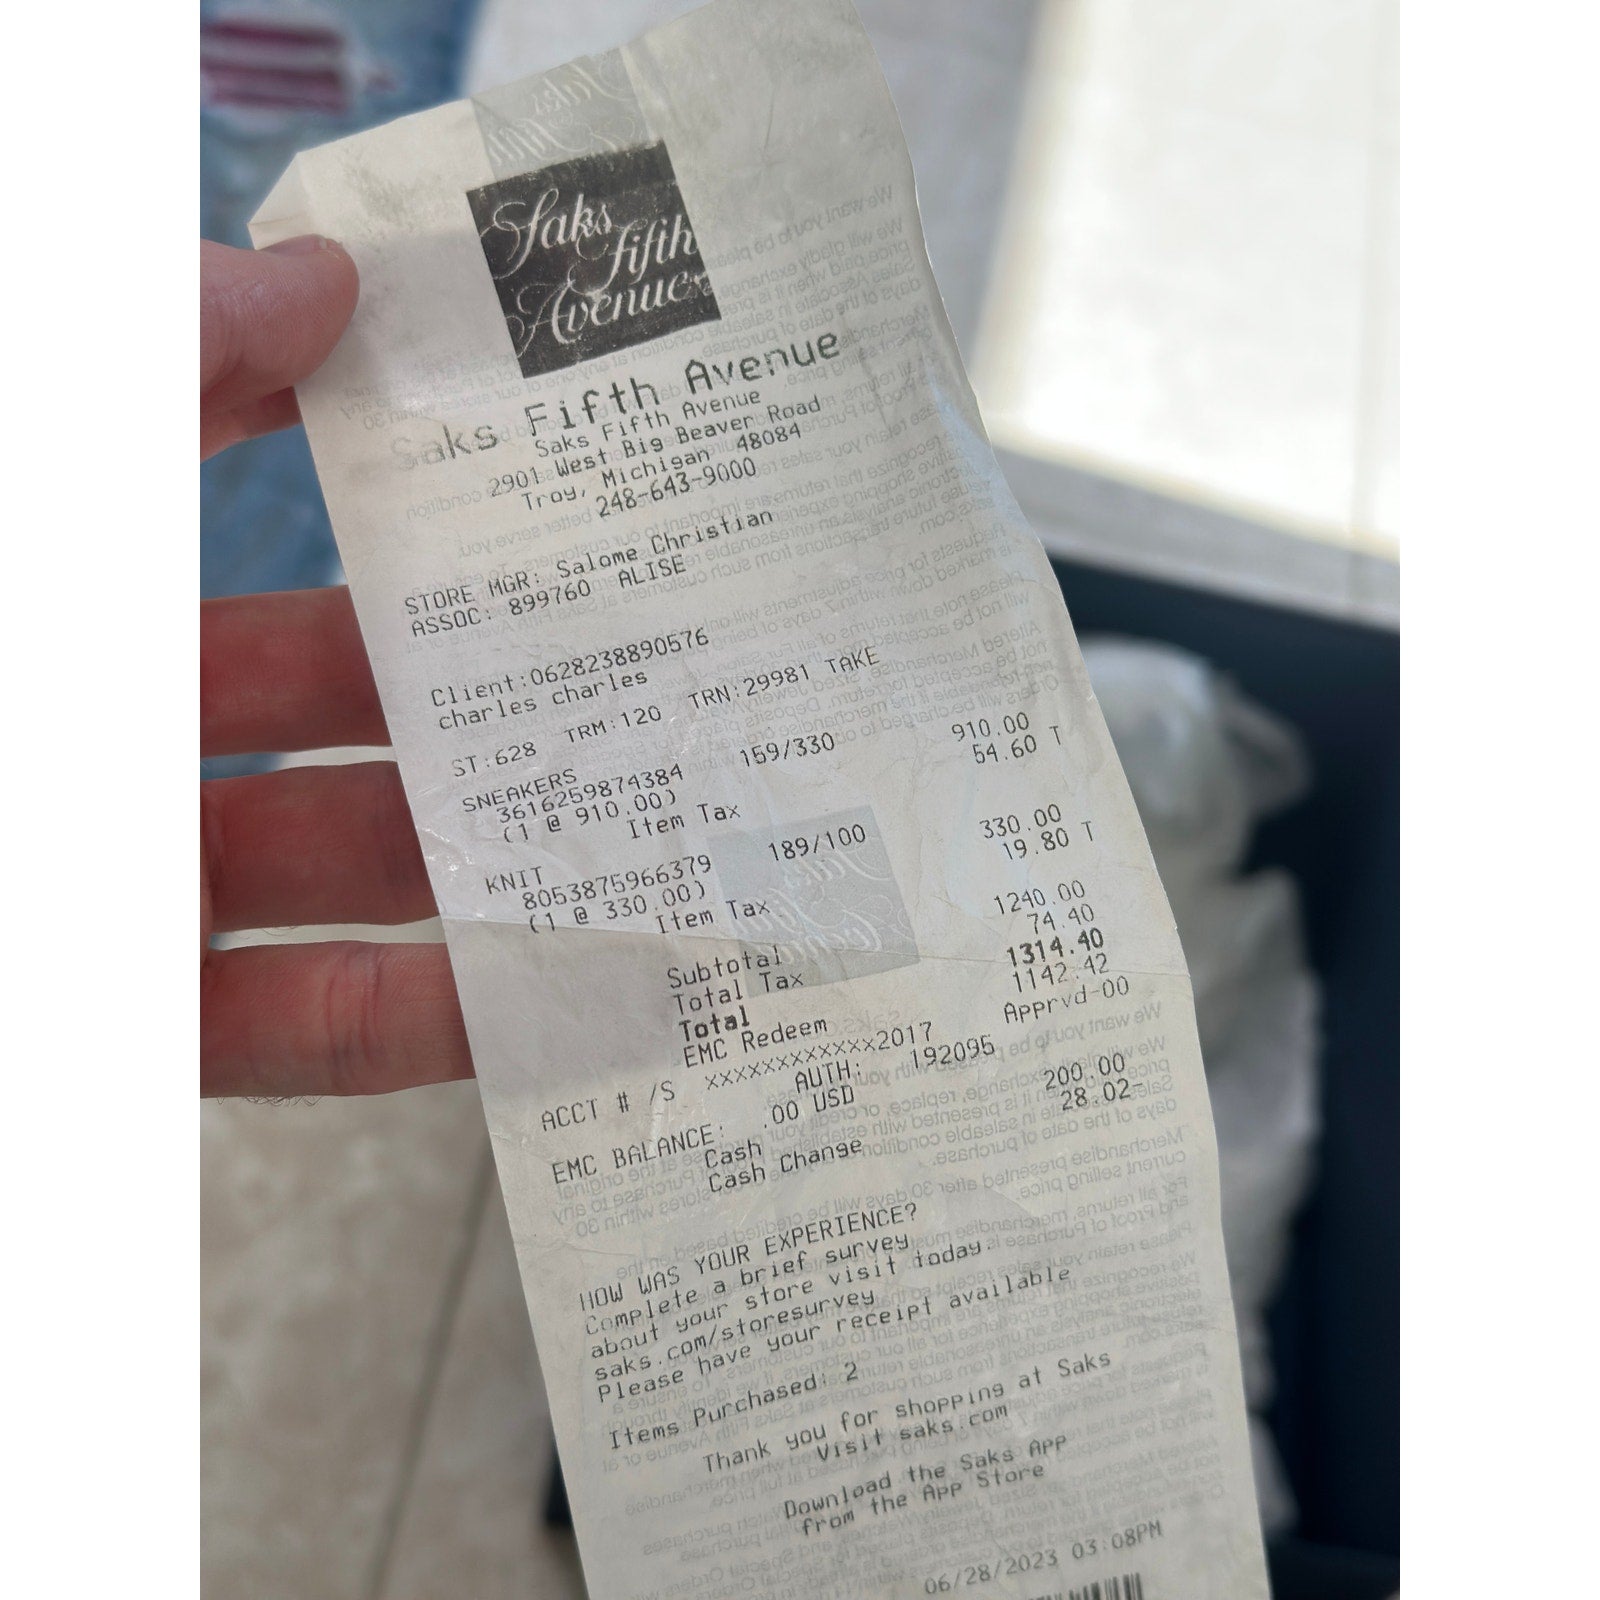 Saks
fifth
Avenue
Saks Fifth Avenue
Saks Fifth Avenue
2901 West Big Beaver Road
Troy, Michigan 48084
248-643-9000
STORE MGR: Salome Christian
ASSOC: 899760 ALISE
Client:0628238890576
charles charles
ST:628 TRM:120 TRN:29981 TAKE
SNEAKERS
3616259874384 159/330 910.00
(1 @ 910.00) 54.60 T
Item Tax
KNIT
8053875966379 189/100 330.00
(1 @ 330.00) 19.80 T
Item Tax
Subtotal 1240.00
Total Tax 74.40
Total 1314.40
EMC Redeem 1142.42
ACCT # /S XXXXXXXXXXXX2017 Apprvd-00
AUTH: 192095
EMC BALANCE: .00 USD
Cash 200.00
Cash Change 28.02-
HOW WAS YOUR EXPERIENCE?
Complete a brief survey
about your store visit today.
saks.com/storesurvey
Please have your receipt available
Items Purchased: 2
Thank you for shopping at Saks
Visit saks.com
Download the Saks App
from the App Store
06/28/2023 03:08PM